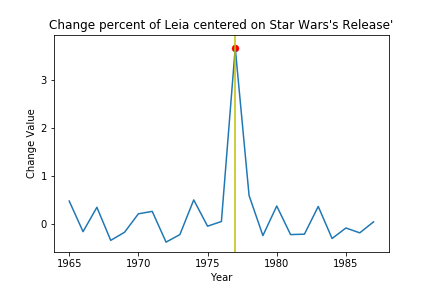 Change percent of Leia centered on Star Wars's Release'
Change Value
3
2
1
0
1965 1970 1975 1980 1985
Year